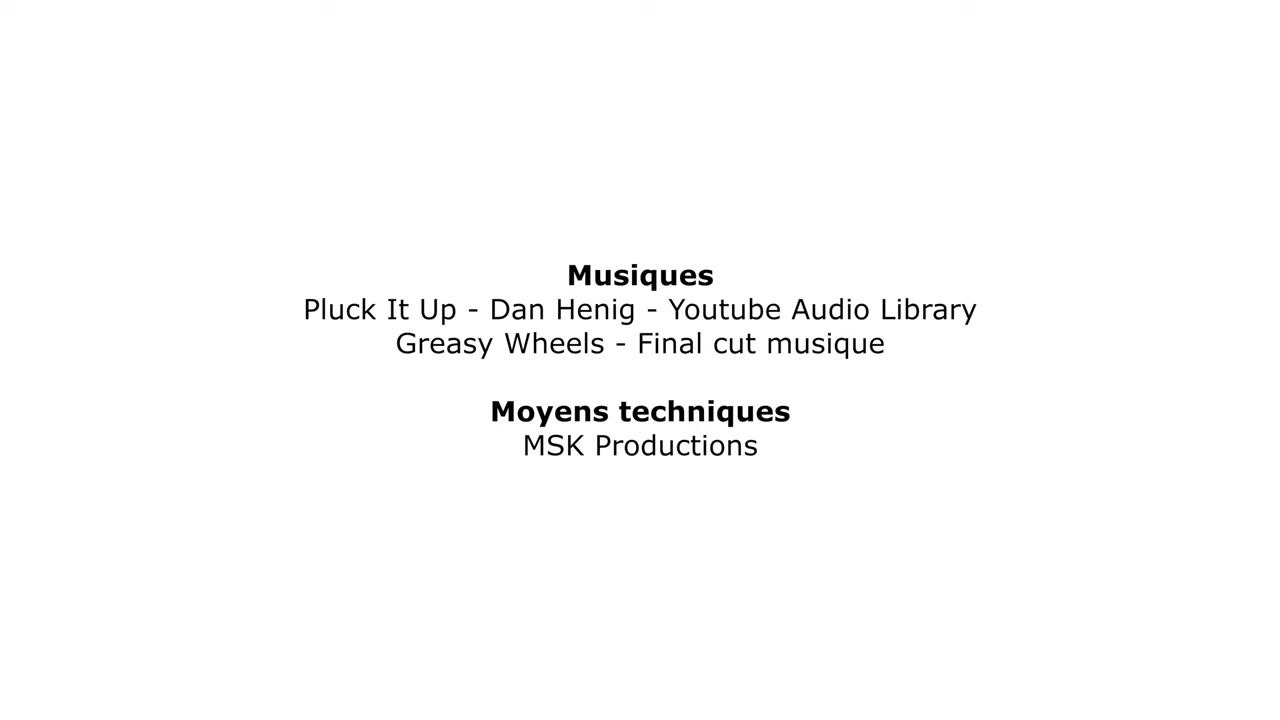 Musiques
Pluck It Up - Dan Henig - Youtube Audio Library
Greasy Wheels - Final cut musique
Moyens techniques
MSK Productions